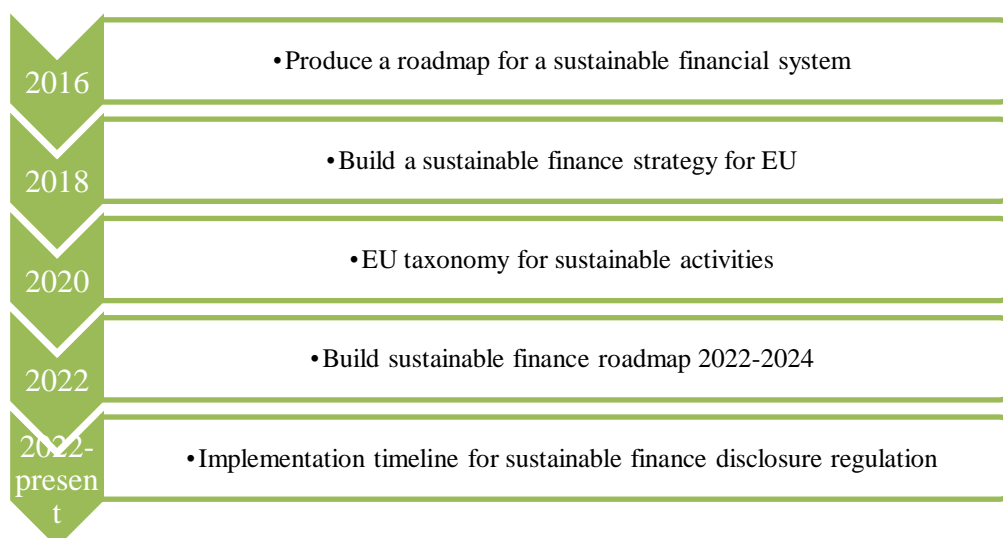 2016
•Produce a roadmap for a sustainable financial system
2018
•Build a sustainable finance strategy for EU
2020
•EU taxonomy for sustainable activities
2022
•Build sustainable finance roadmap 2022-2024
2022-
presen
t
•Implementation timeline for sustainable finance disclosure regulation